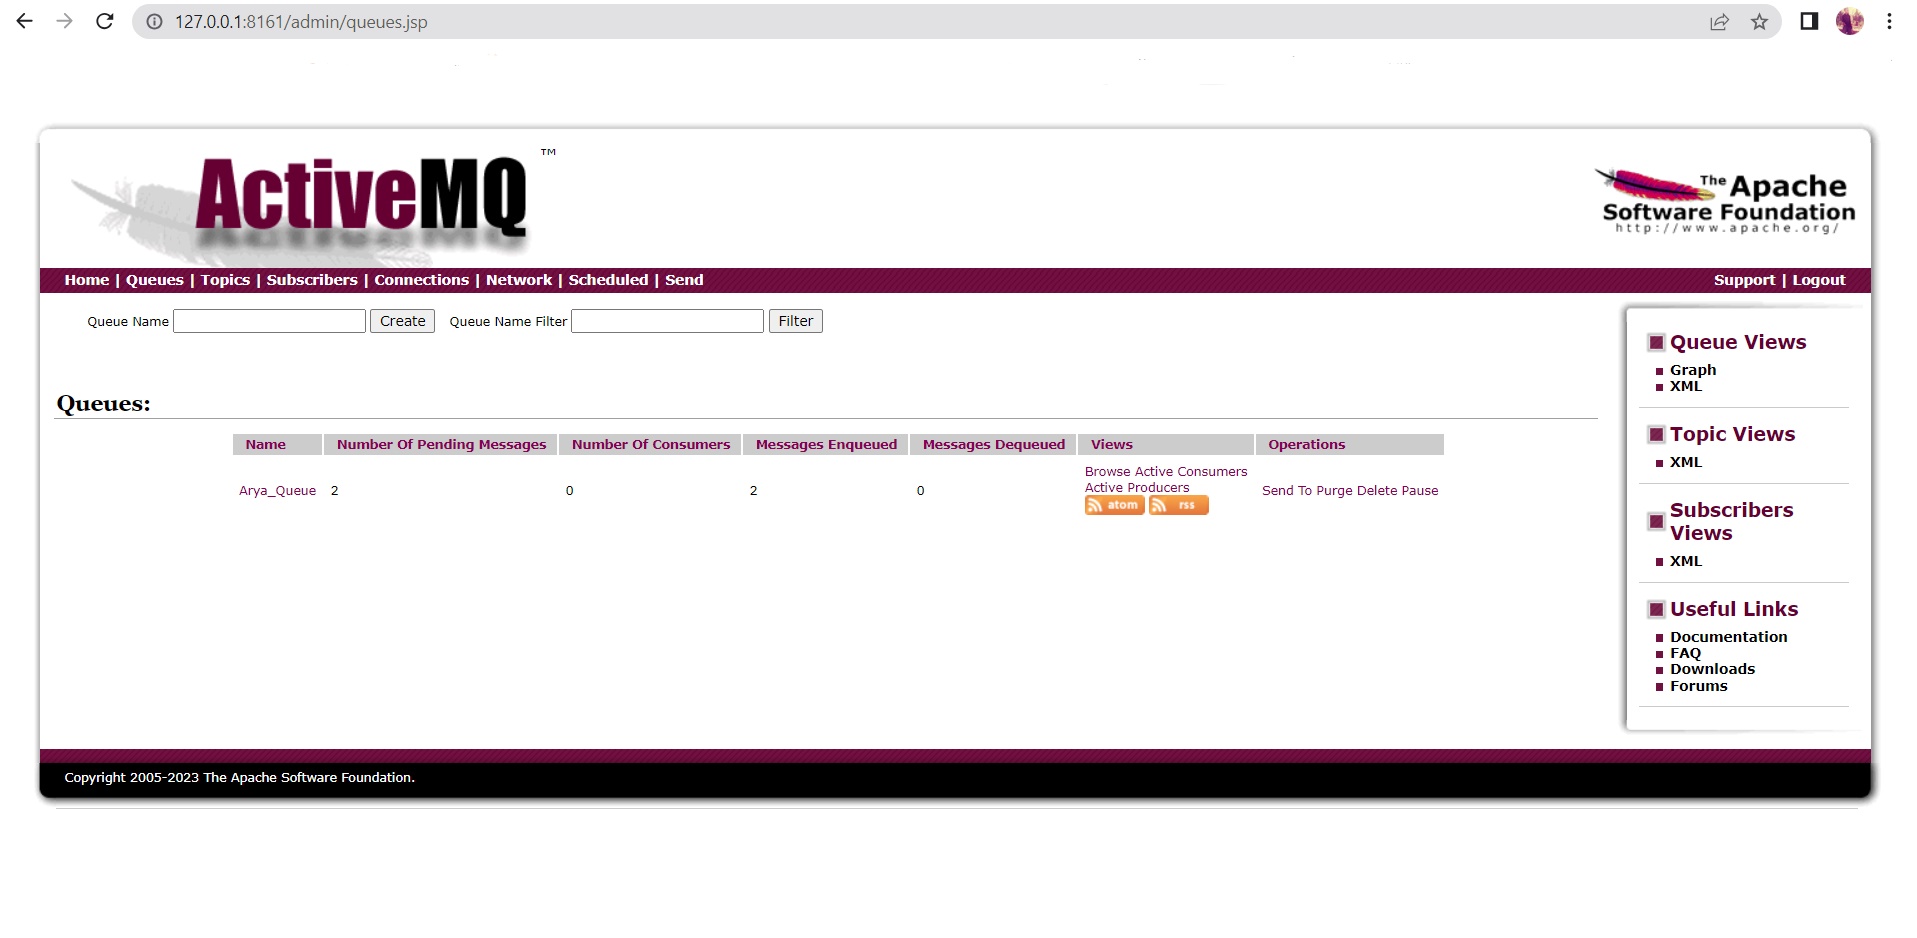 127.0.0.1:8161/admin/queues.jsp
ActiveMQ ™
The Apache
Software Foundation
http://www.apache.org/
Home | Queues | Topics | Subscribers | Connections | Network | Scheduled | Send
Support | Logout
Queue Name Create Queue Name Filter Filter
Queues:
Name Number Of Pending Messages Number Of Consumers Messages Enqueued Messages Dequeued Views Operations
Arya_Queue 2 0 2 0
Browse Active Consumers
Active Producers
atom rss
Send To Purge Delete Pause
Queue Views
Graph
XML
Topic Views
XML
Subscribers
Views
XML
Useful Links
Documentation
FAQ
Downloads
Forums
Copyright 2005-2023 The Apache Software Foundation.